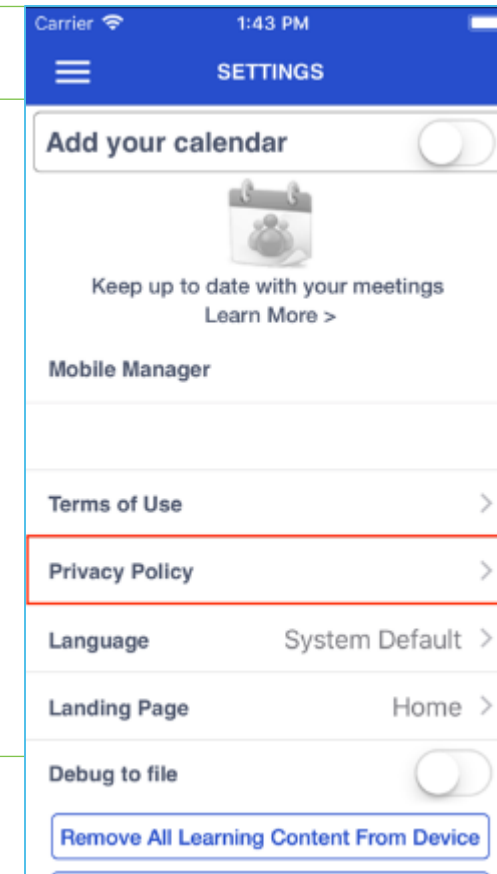 Carrier 1:43 PM
SETTINGS
Add your calendar
Keep up to date with your meetings
Learn More >
Mobile Manager
Terms of Use >
Privacy Policy >
Language System Default >
Landing Page Home >
Debug to file
Remove All Learning Content From Device